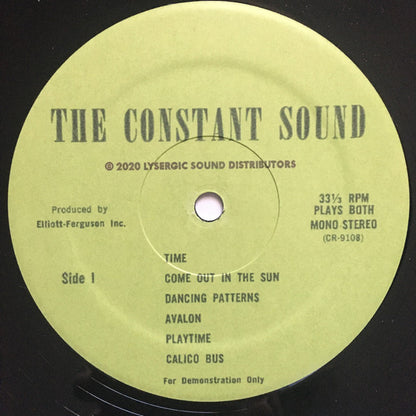 THE CONSTANT SOUND
© 2020 LYSERGIC SOUND DISTRIBUTORS
Produced by
Elliott-Ferguson Inc.
33⅓ RPM
PLAYS BOTH
MONO STEREO
(CR-9108)
Side 1
TIME
COME OUT IN THE SUN
DANCING PATTERNS
AVALON
PLAYTIME
CALICO BUS
For Demonstration Only